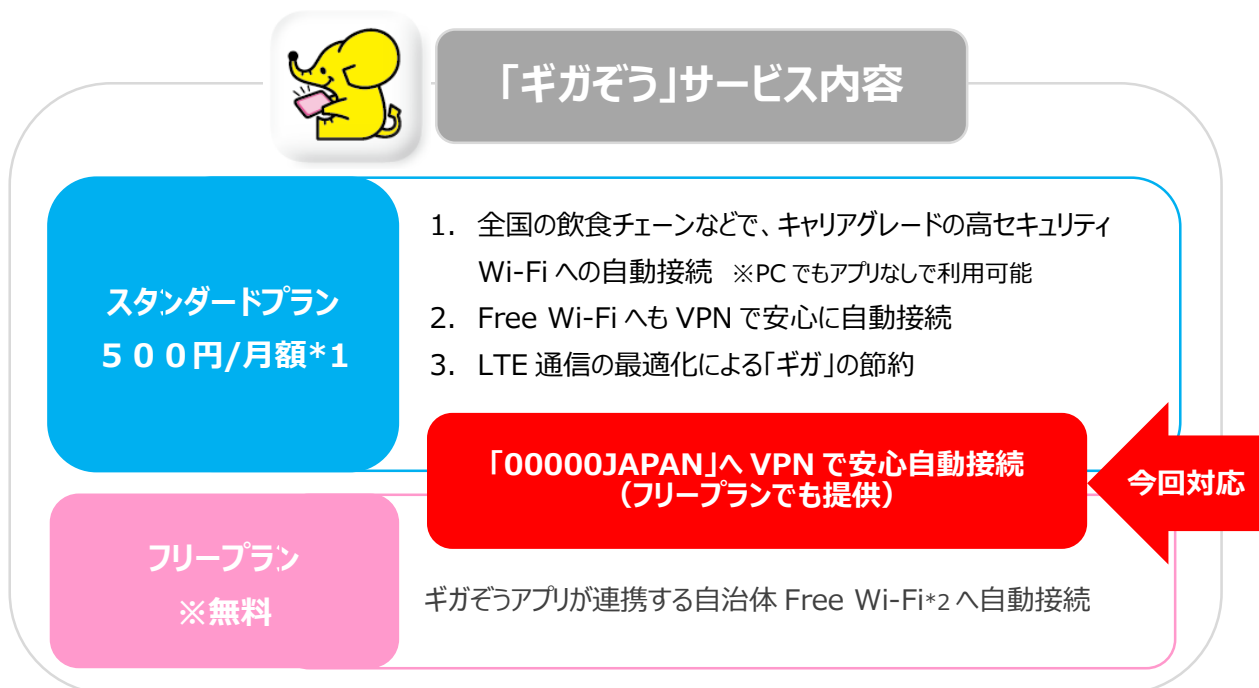 「ギガぞう」サービス内容
スタンダードプラン
５００円/月額*1
1. 全国の飲食チェーンなどで、キャリアグレードの高セキュリティ
Wi-Fi への自動接続 ※PC でもアプリなしで利用可能
2. Free Wi-Fi へも VPN で安心に自動接続
3. LTE 通信の最適化による「ギガ」の節約
「00000JAPAN」へ VPN で安心自動接続
（フリープランでも提供）
今回対応
フリープラン
※無料
ギガぞうアプリが連携する自治体 Free Wi-Fi*2 へ自動接続